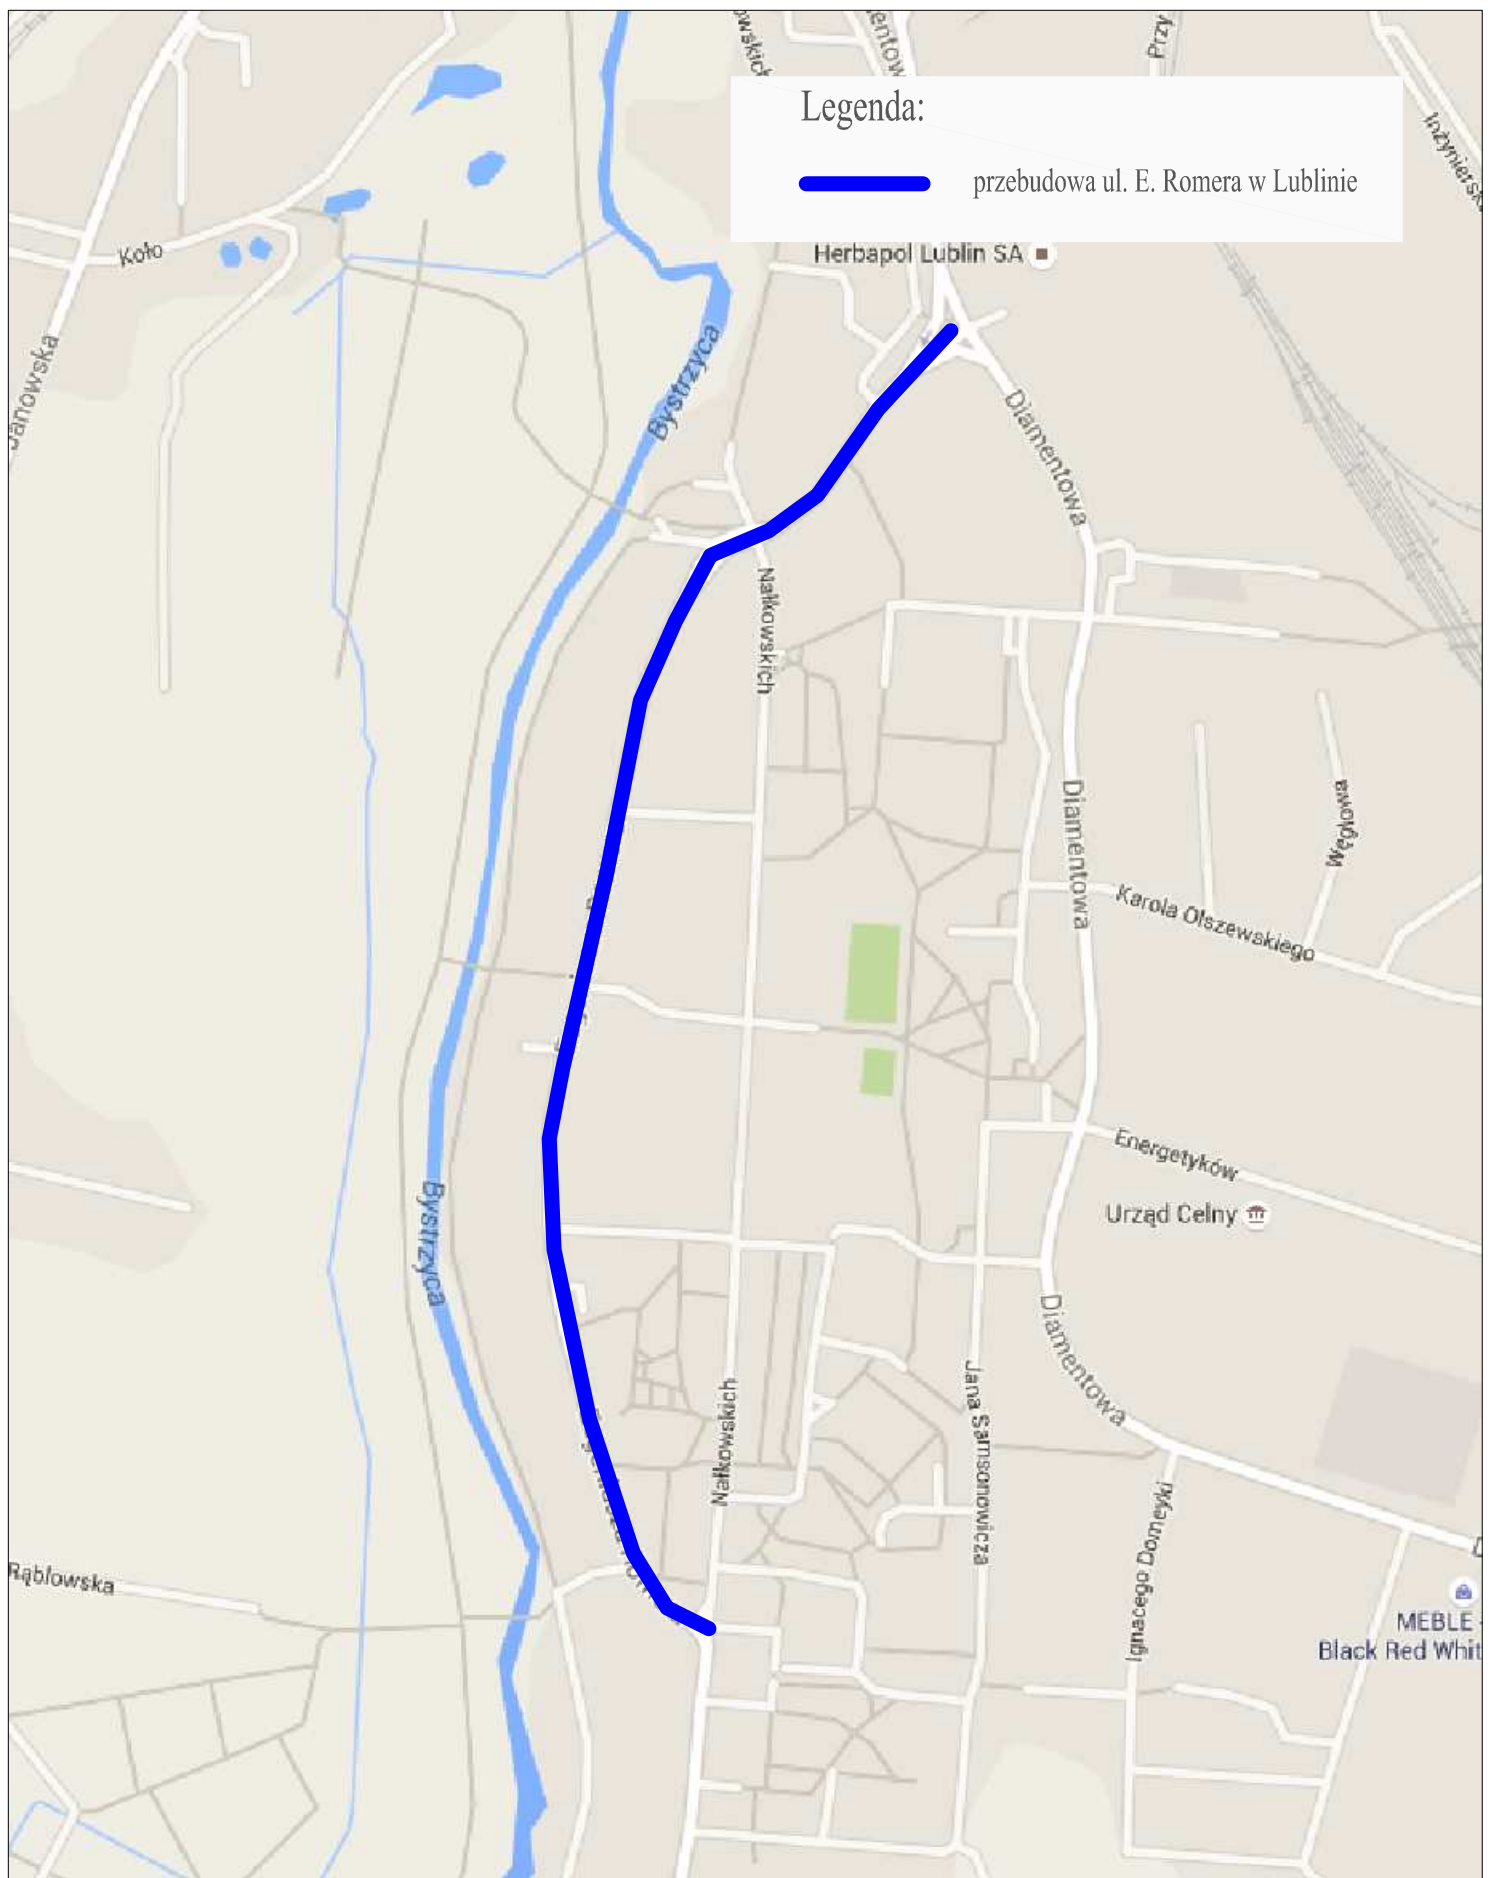 Legenda:
przebudowa ul. E. Romera w Lublinie
Przy
Herbapol Lublin SA
Koło
Bystrzyca
Diamentowa
Nałkowskich
Diamentowa
Węglowa
Karola Olszewskiego
Energetyków
Urząd Celny
Bystrzyca
Diamentowa
Nałkowskich
Jana Samsonowicza
Ignacego Domeyki
Rąblowska
MEBLE -
Black Red Whit